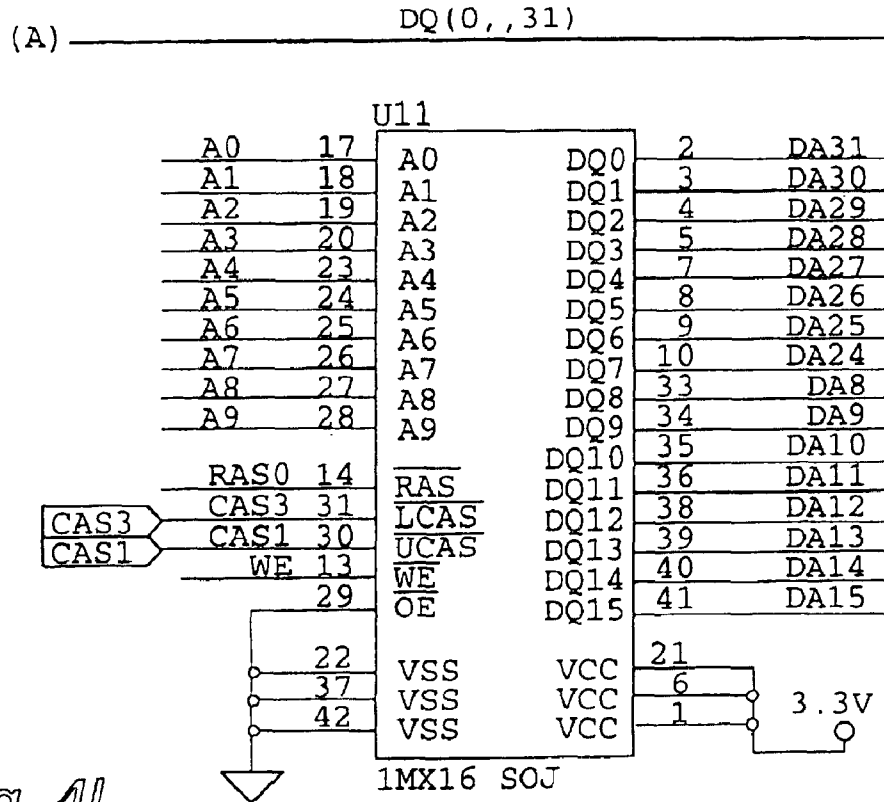 (A) DQ(0,,31)
U11
A0 17 A0 DQ0 2 DA31
A1 18 A1 DQ1 3 DA30
A2 19 A2 DQ2 4 DA29
A3 20 A3 DQ3 5 DA28
A4 23 A4 DQ4 7 DA27
A5 24 A5 DQ5 8 DA26
A6 25 A6 DQ6 9 DA25
A7 26 A7 DQ7 10 DA24
A8 27 A8 DQ8 33 DA8
A9 28 A9 DQ9 34 DA9
DQ10 35 DA10
RAS0 14 RAS DQ11 36 DA11
CAS3 CAS3 31 LCAS DQ12 38 DA12
CAS1 CAS1 30 UCAS DQ13 39 DA13
WE 13 WE DQ14 40 DA14
29 OE DQ15 41 DA15
22 VSS VCC 21
37 VSS VCC 6
42 VSS VCC 1 3.3V
1MX16 SOJ